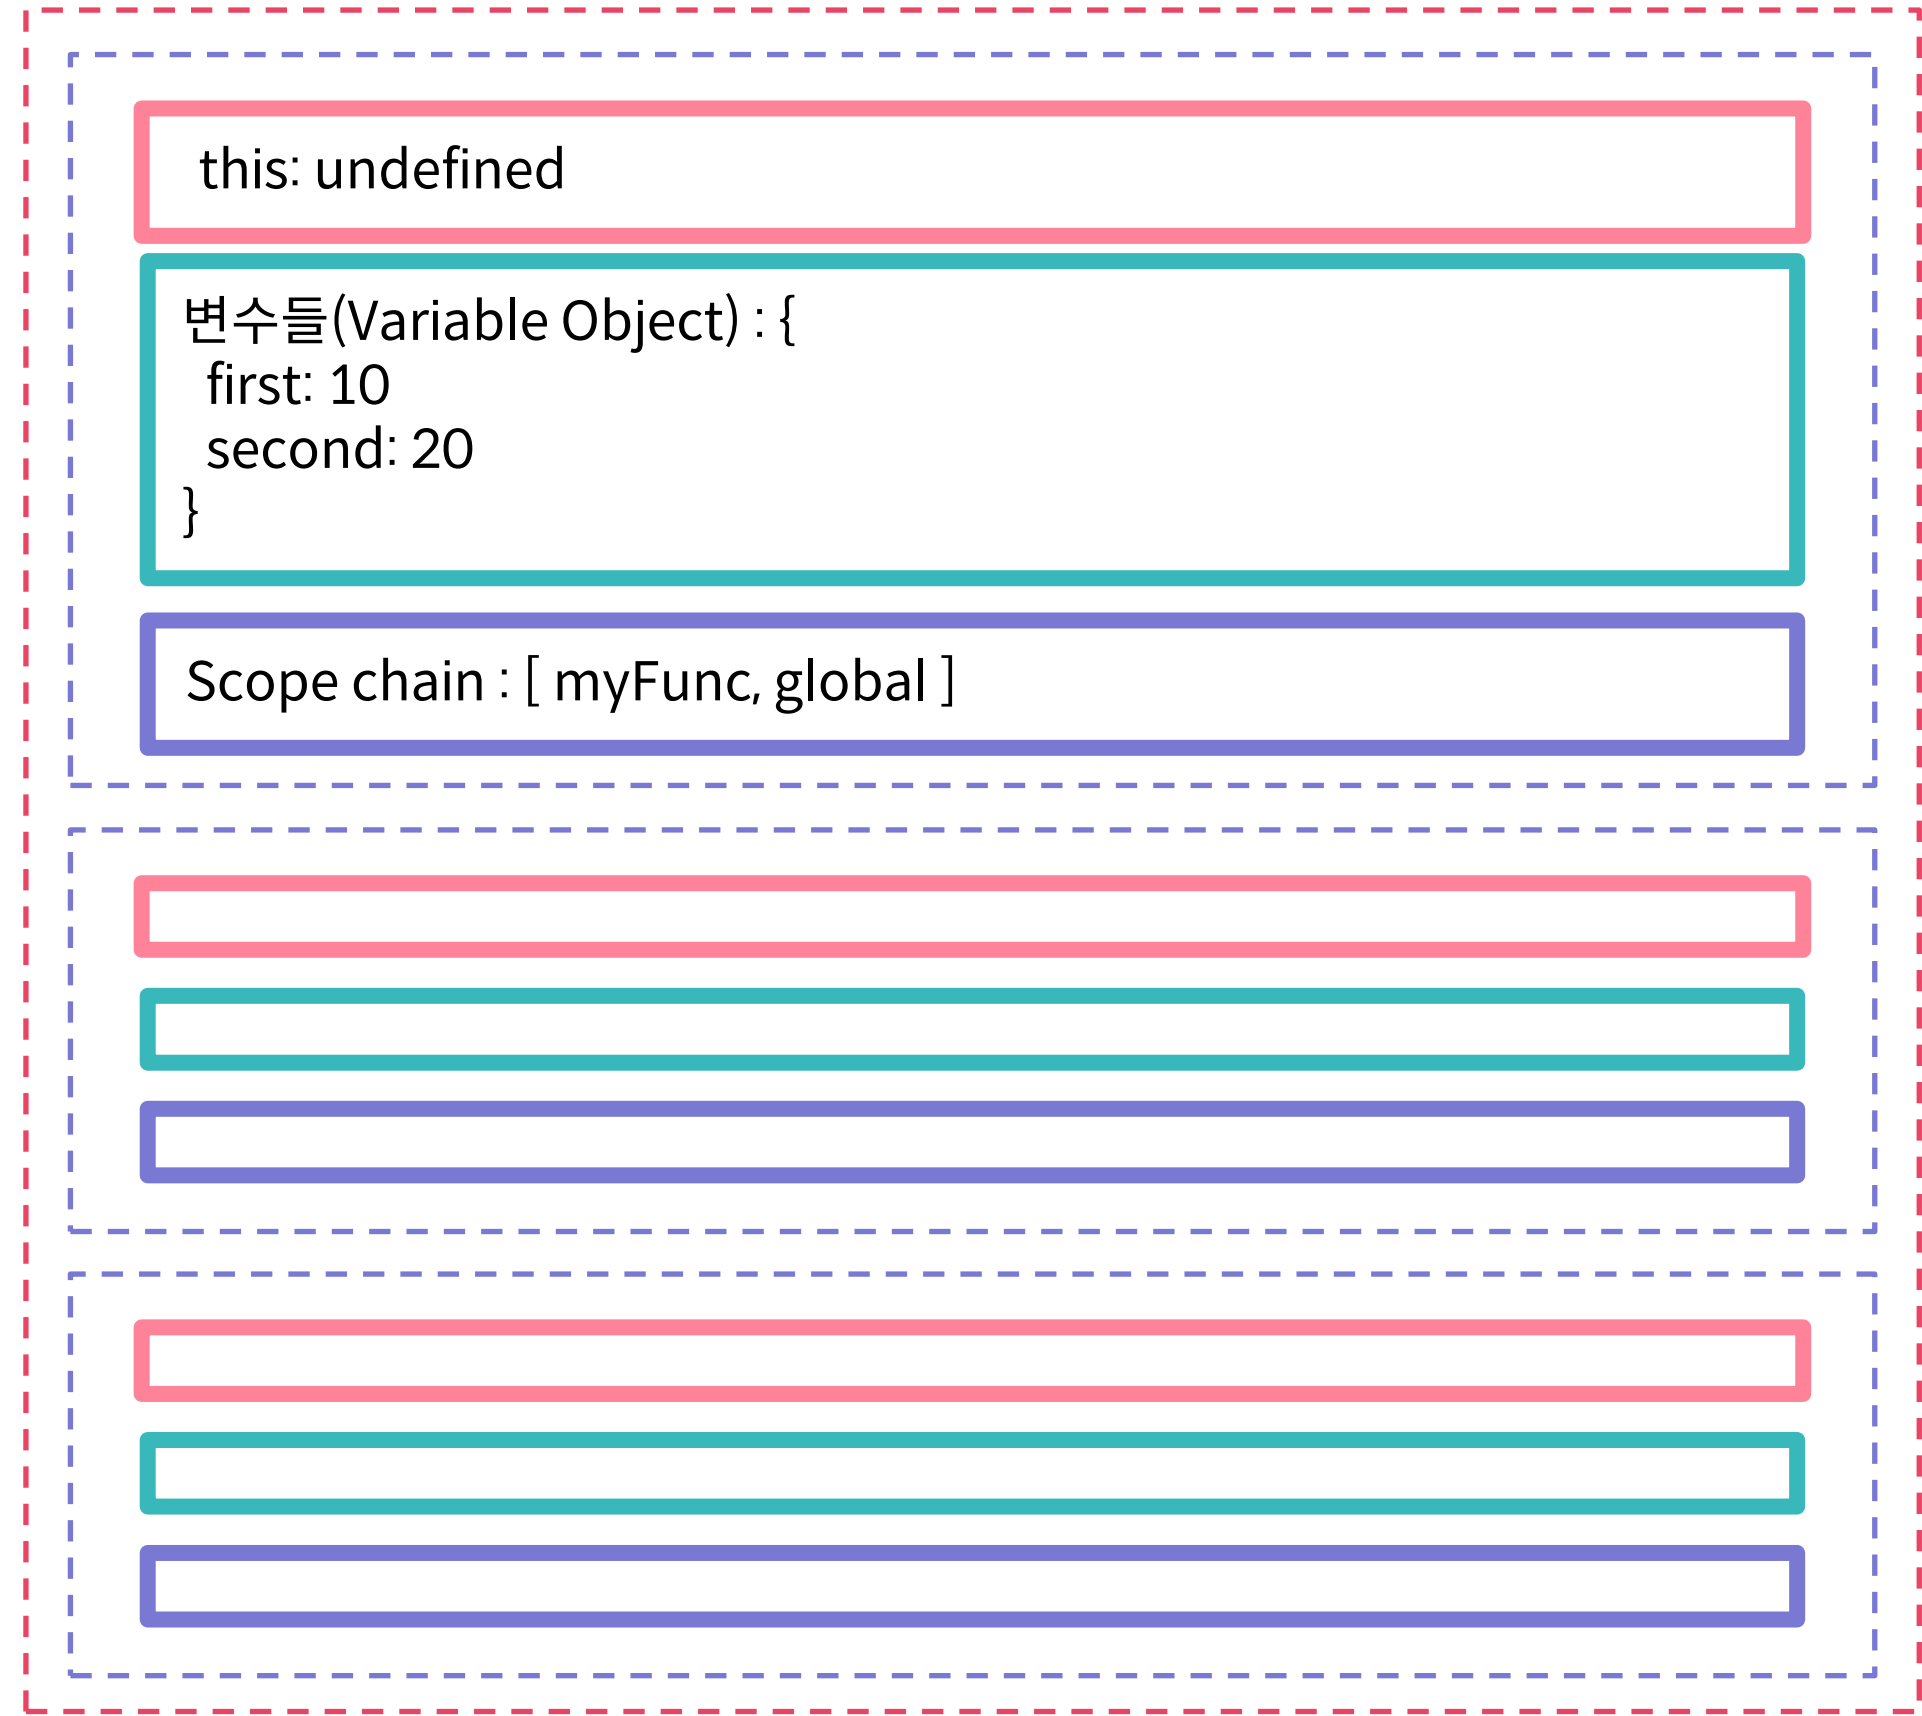 this: undefined
변수들(Variable Object) : {
first: 10
second: 20
}
Scope chain : [ myFunc, global ]